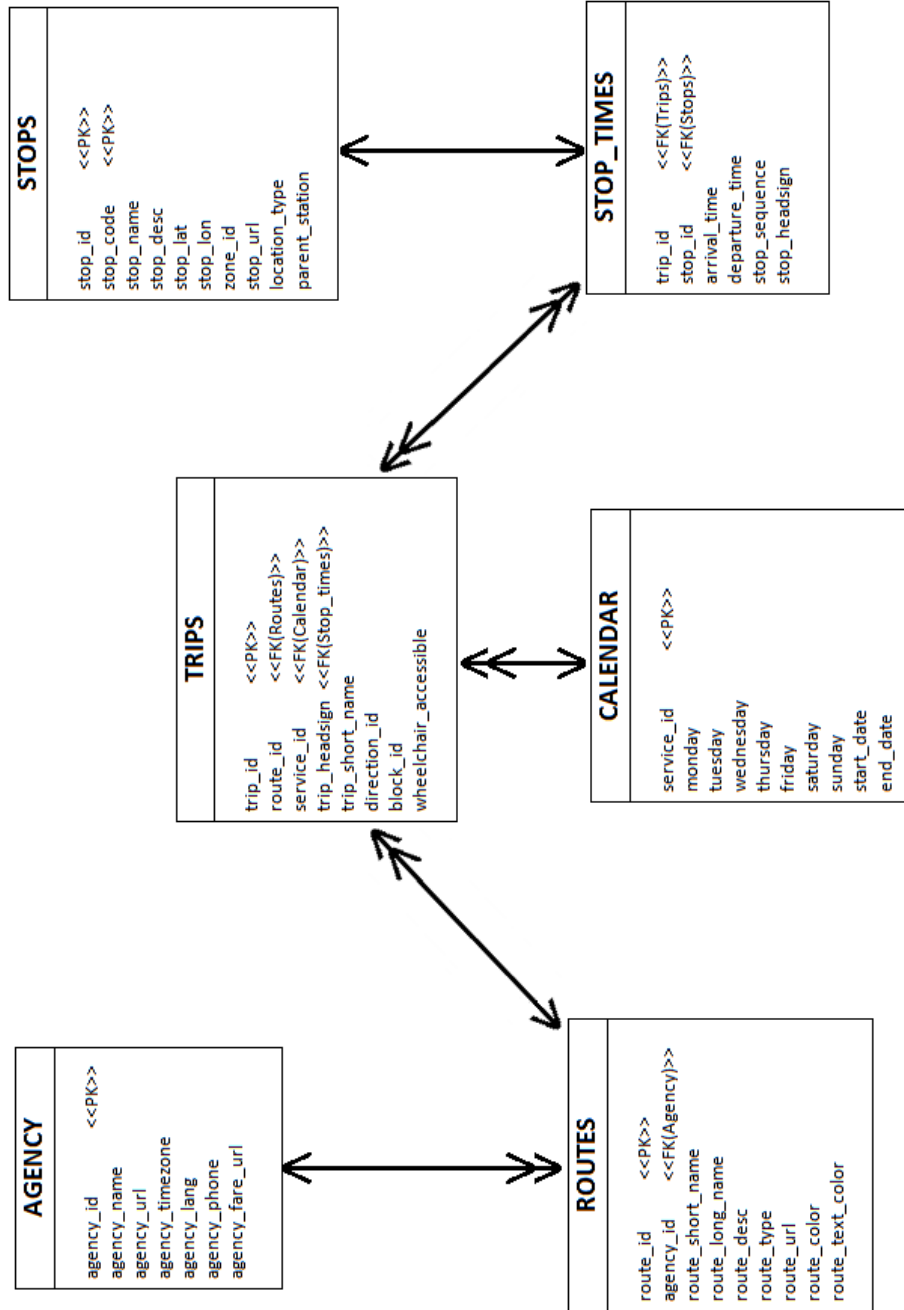 AGENCY
agency_id <<PK>>
agency_name
agency_url
agency_timezone
agency_lang
agency_phone
agency_fare_url
ROUTES
route_id <<PK>>
agency_id <<FK(Agency)>>
route_short_name
route_long_name
route_desc
route_type
route_url
route_color
route_text_color
TRIPS
trip_id <<PK>>
route_id <<FK(Routes)>>
service_id <<FK(Calendar)>>
trip_headsign <<FK(Stop_times)>>
trip_short_name
direction_id
block_id
wheelchair_accessible
CALENDAR
service_id <<PK>>
monday
tuesday
wednesday
thursday
friday
saturday
sunday
start_date
end_date
STOPS
stop_id <<PK>>
stop_code <<PK>>
stop_name
stop_desc
stop_lat
stop_lon
zone_id
stop_url
location_type
parent_station
STOP_TIMES
trip_id <<FK(Trips)>>
stop_id <<FK(Stops)>>
arrival_time
departure_time
stop_sequence
stop_headsign